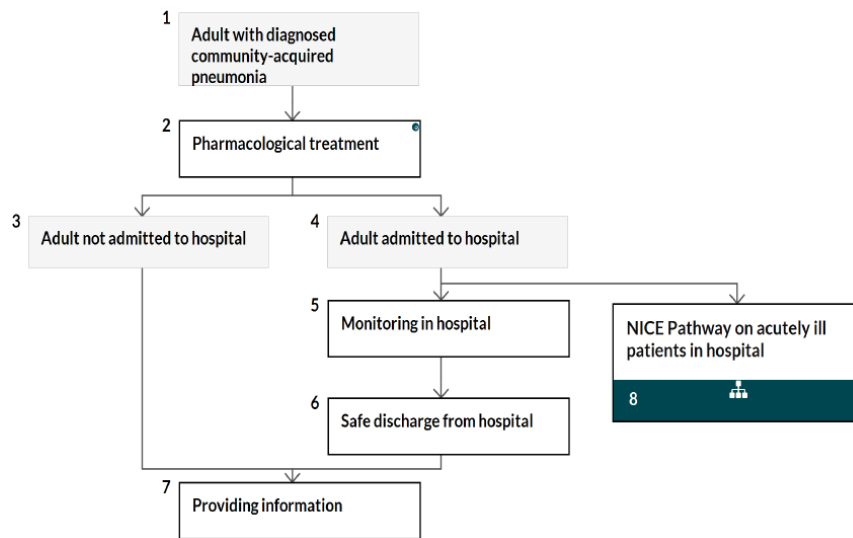 1
Adult with diagnosed
community-acquired
pneumonia
2
Pharmacological treatment
3
Adult not admitted to hospital
4
Adult admitted to hospital
5
Monitoring in hospital
NICE Pathway on acutely ill
patients in hospital
8
6
Safe discharge from hospital
7
Providing information